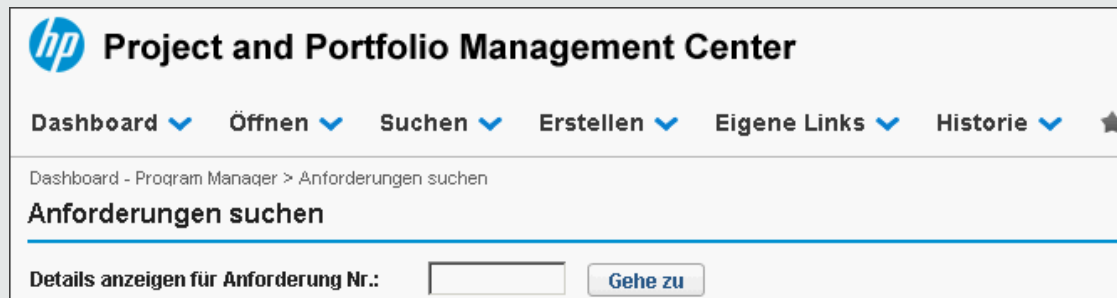 hp Project and Portfolio Management Center
Dashboard Öffnen Suchen Erstellen Eigene Links Historie
Dashboard - Program Manager > Anforderungen suchen
Anforderungen suchen
Details anzeigen für Anforderung Nr.: Gehe zu